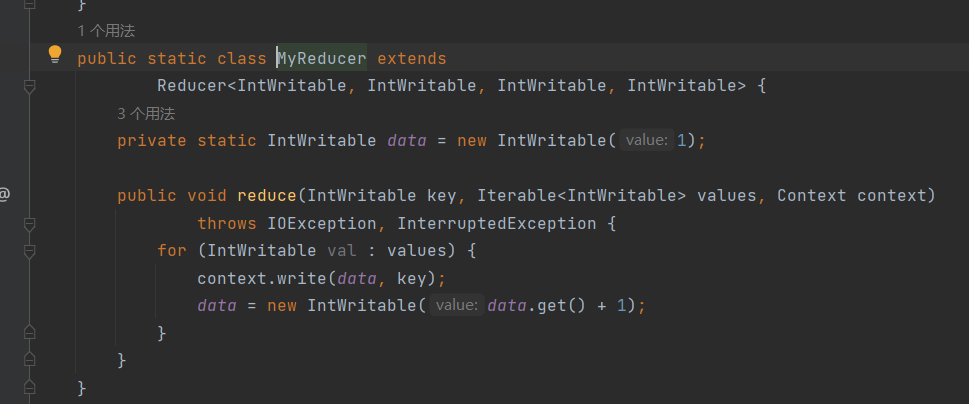 }
1 个用法
public static class MyReducer extends
Reducer<IntWritable, IntWritable, IntWritable, IntWritable> {
3 个用法
private static IntWritable data = new IntWritable( value: 1);
@
public void reduce(IntWritable key, Iterable<IntWritable> values, Context context)
throws IOException, InterruptedException {
for (IntWritable val : values) {
context.write(data, key);
data = new IntWritable( value: data.get() + 1);
}
}
}